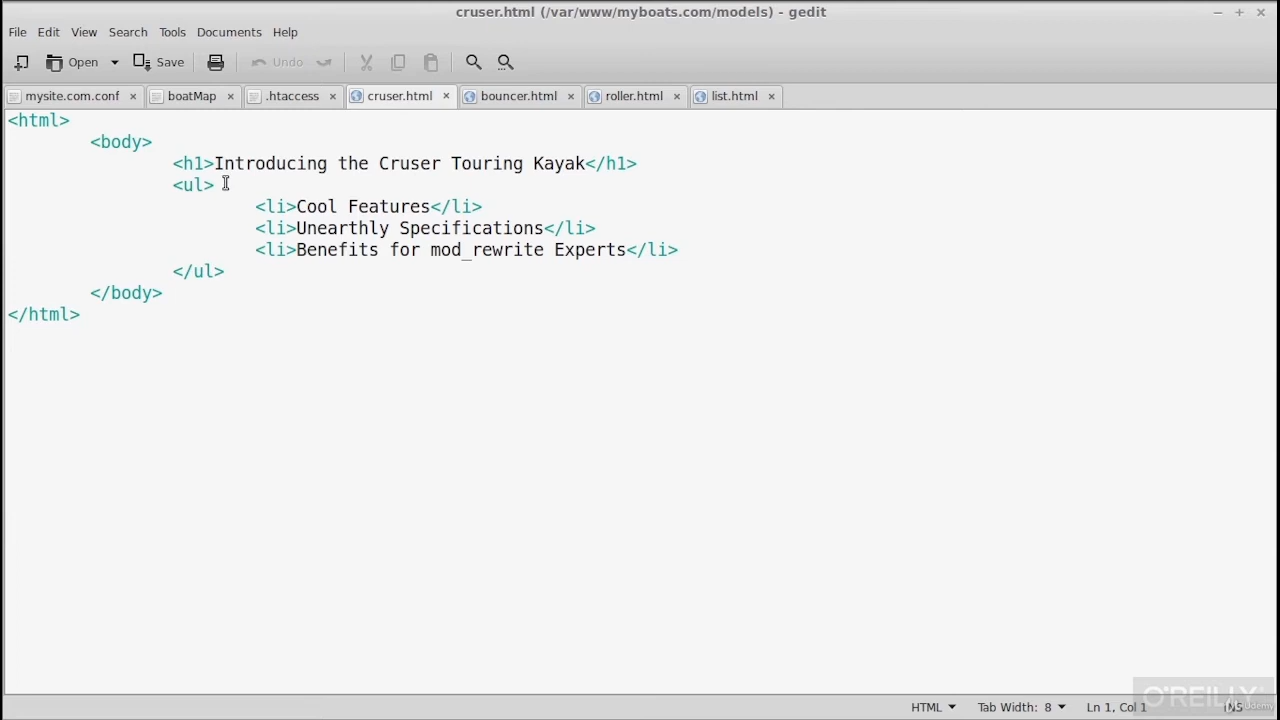 cruser.html (/var/www/myboats.com/models) - gedit
File Edit View Search Tools Documents Help
Open Save Undo
mysite.com.conf boatMap .htaccess cruser.html bouncer.html roller.html list.html
<html>
<body>
<h1>Introducing the Cruser Touring Kayak</h1>
<ul>
<li>Cool Features</li>
<li>Unearthly Specifications</li>
<li>Benefits for mod_rewrite Experts</li>
</ul>
</body>
</html>
O'REILLY
HTML Tab Width: 8 Ln 1, Col 1 INS
Udemy